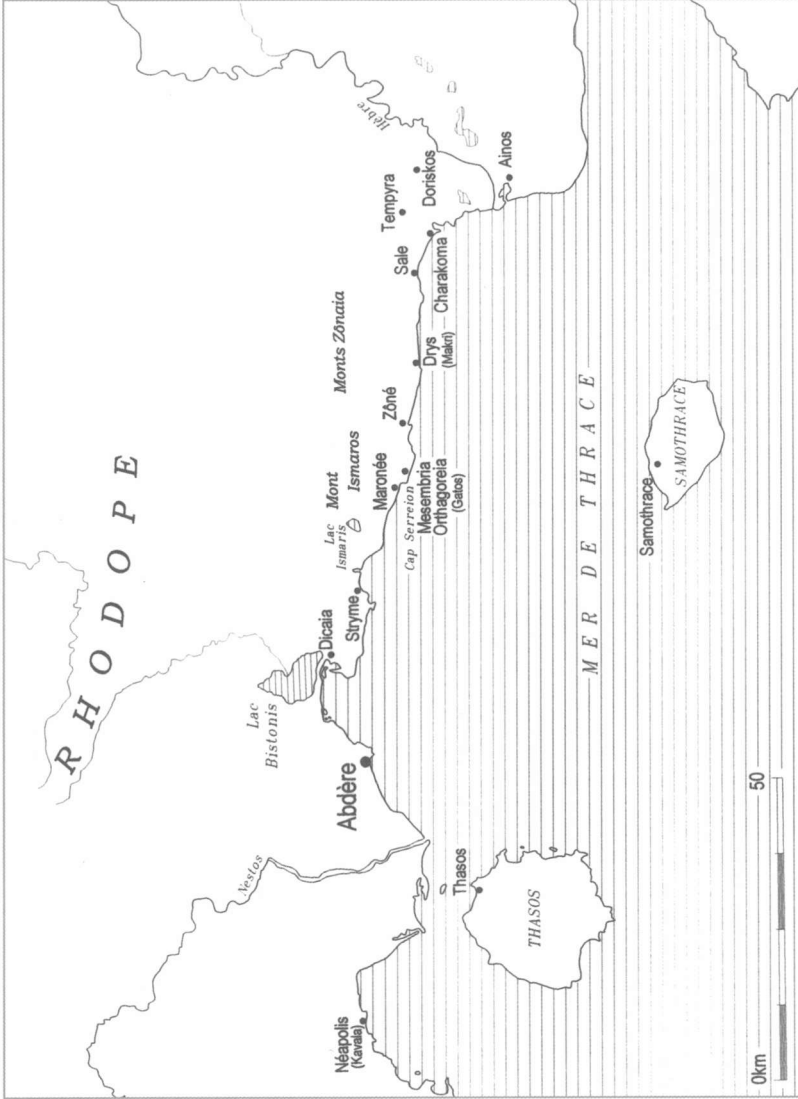 RHODOPE
Hèbre
Nestos
Tempyra
Doriskos
Ainos
Sale
Charakoma
Monts Zônaia
Drys
(Makri)
Zôné
Mont
Ismaros
Maronée
Lac
Ismaris
Cap Serreion
Mesembria
Orthagoreia
(Gatos)
Stryme
Dicaia
Lac
Bistonis
Abdère
Néapolis
(Kavala)
Thasos
THASOS
MER DE THRACE
Samothrace
SAMOTHRACE
0km
50